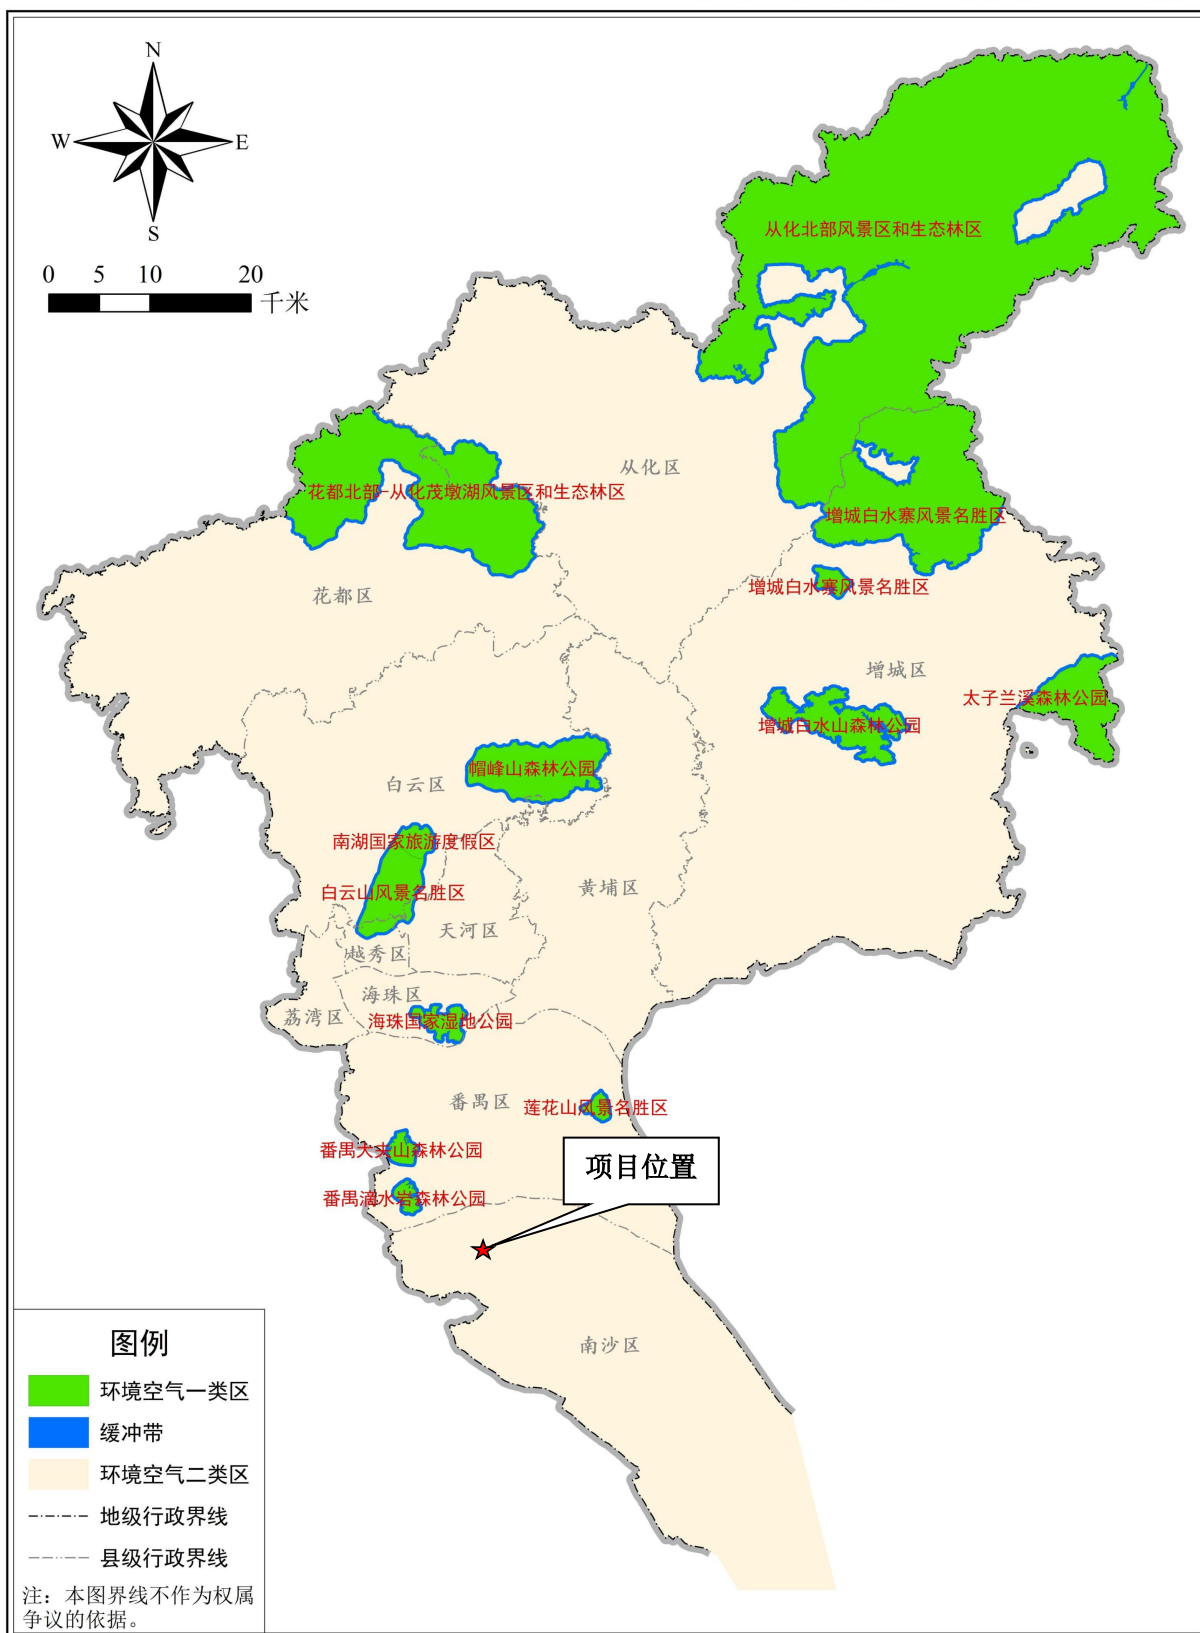 N
W
E
S
0 5 10 20
千米
从化北部风景区和生态林区
从化区
花都北部-从化茂墩湖风景区和生态林区
增城白水寨风景名胜区
增城白水寨风景名胜区
花都区
增城区
太子兰溪森林公园
增城白水山森林公园
帽峰山森林公园
白云区
南湖国家旅游度假区
黄埔区
白云山风景名胜区
天河区
越秀区
海珠区
荔湾区
海珠国家湿地公园
番禺区
莲花山风景名胜区
番禺大夫山森林公园
项目位置
番禺滴水岩森林公园
南沙区
图例
环境空气一类区
缓冲带
环境空气二类区
地级行政界线
县级行政界线
注：本图界线不作为权属
争议的依据。